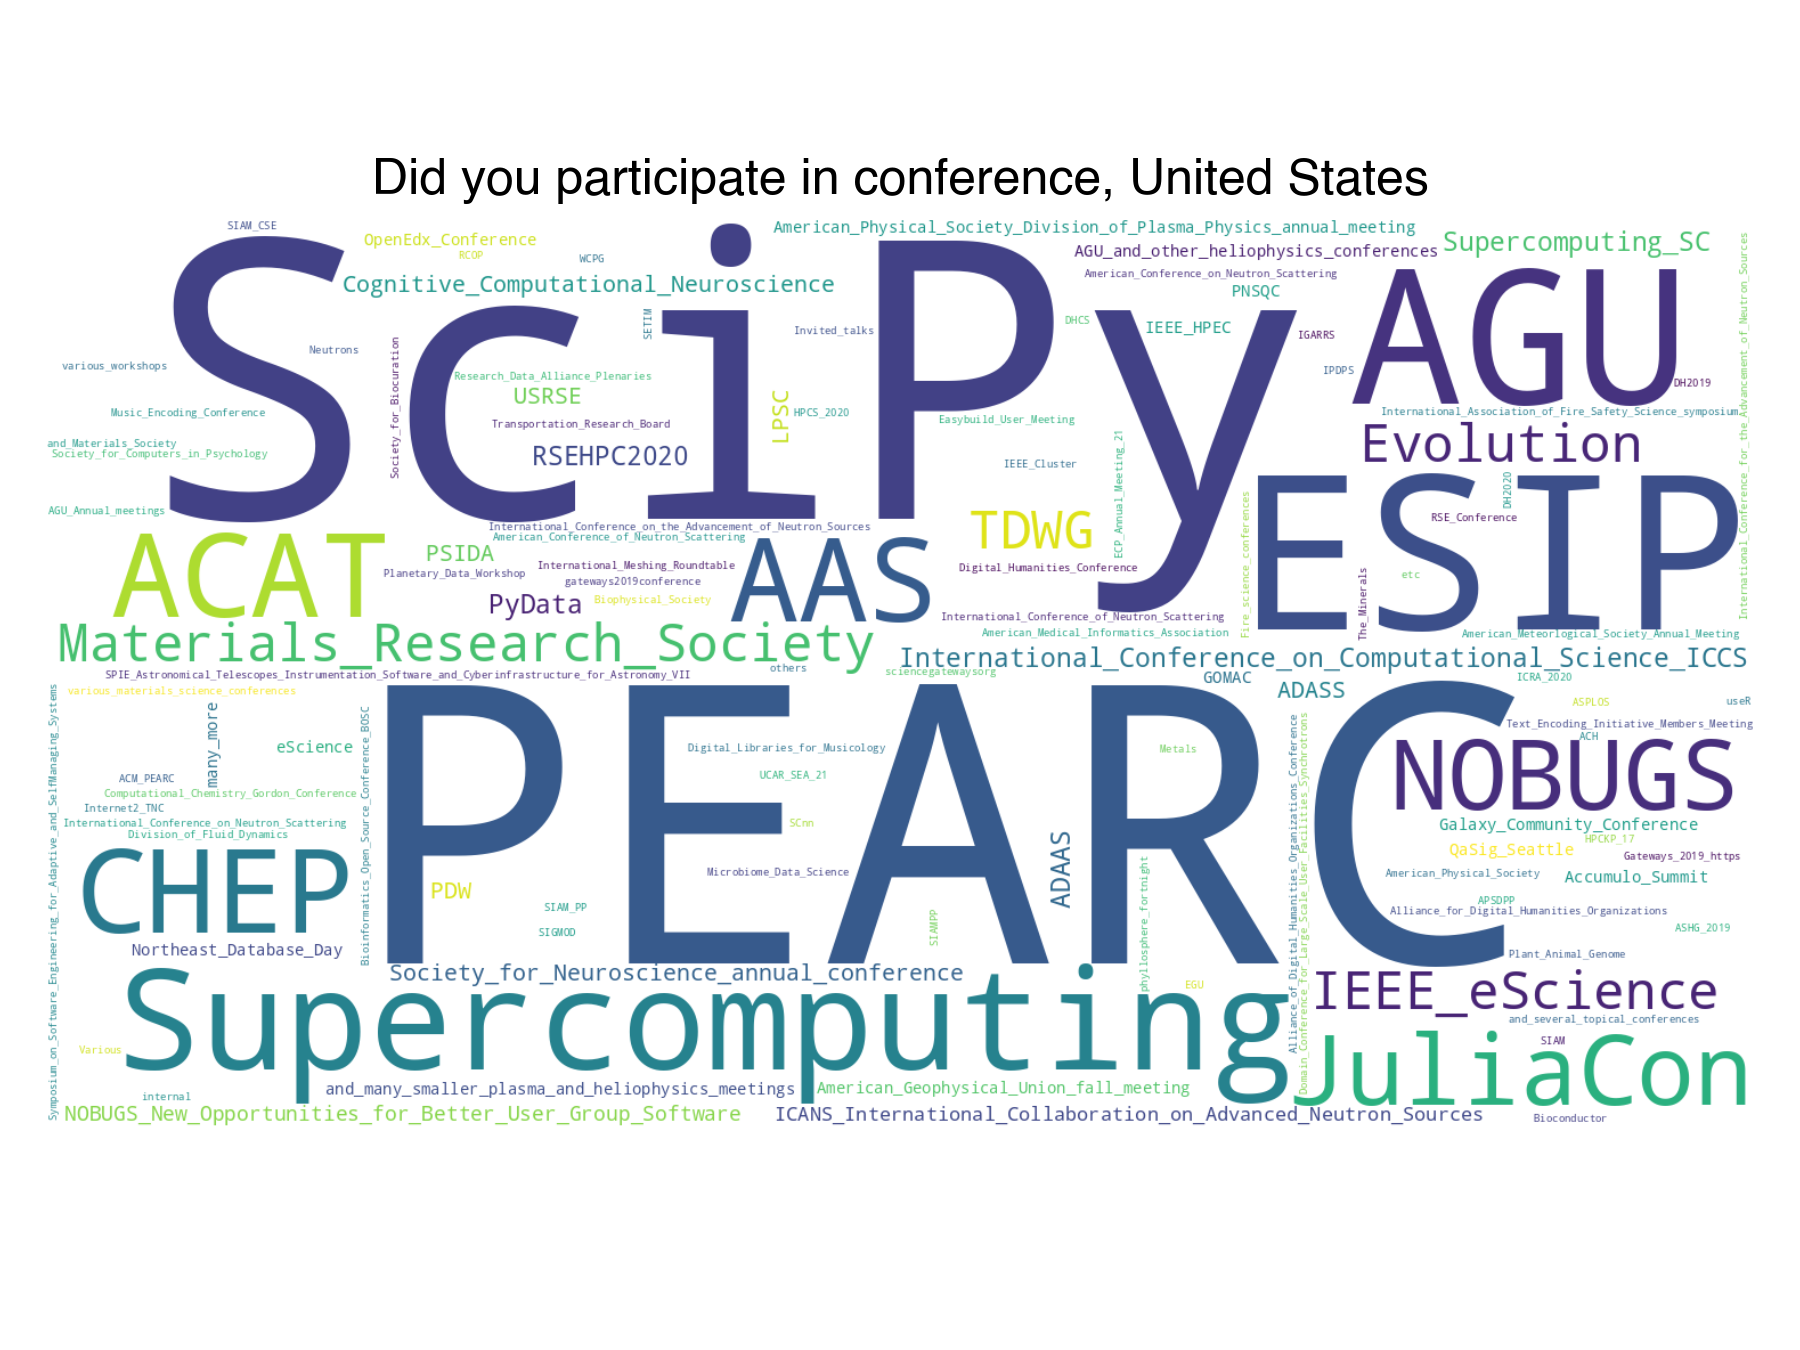 Did you participate in conference, United States
SIAM_CSE
OpenEdx_Conference
RCOP
WCPG
American_Physical_Society_Division_of_Plasma_Physics_annual_meeting
AGU_and_other_heliophysics_conferences
Supercomputing_SC
Cognitive_Computational_Neuroscience
American_Conference_on_Neutron_Scattering
PNSQC
SciPy
AGU
SETIM
Invited_talks
DHCS
IEEE_HPEC
IGARRS
International_Conference_for_the_Advancement_of_Neutron_Sources
Neutrons
Society_for_Biocuration
various_workshops
Research_Data_Alliance_Plenaries
IPDPS
DH2019
USRSE
LPSC
HPCS_2020
Music_Encoding_Conference
Transportation_Research_Board
Easybuild_User_Meeting
International_Association_of_Fire_Safety_Science_symposium
Evolution
and_Materials_Society
Society_for_Computers_in_Psychology
RSEHPC2020
IEEE_Cluster
ECP_Annual_Meeting_21
ESIP
DH2020
AGU_Annual_meetings
RSE_Conference
International_Conference_on_the_Advancement_of_Neutron_Sources
American_Conference_of_Neutron_Scattering
TDWG
Fire_science_conferences
ACAT
PSIDA
AAS
International_Meshing_Roundtable
Digital_Humanities_Conference
Planetary_Data_Workshop
gateways2019conference
etc
The_Minerals
PyData
Biophysical_Society
International_Conference_of_Neutron_Scattering
American_Medical_Informatics_Association
American_Meteorlogical_Society_Annual_Meeting
Materials_Research_Society
International_Conference_on_Computational_Science_ICCS
SPIE_Astronomical_Telescopes_Instrumentation_Software_and_Cyberinfrastructure_for_Astronomy_VII
others
sciencegatewaysorg
GOMAC
ICRA_2020
Symposium_on_Software_Engineering_for_Adaptive_and_SelfManaging_Systems
various_materials_science_conferences
PEARC
ADASS
ASPLOS
useR
many_more
Bioinformatics_Open_Source_Conference_BOSC
Text_Encoding_Initiative_Members_Meeting
ACH
eScience
Digital_Libraries_for_Musicology
Metals
Alliance_of_Digital_Humanities_Organizations_Conference
Domain_Conference_for_Large_Scale_User_Facilities_Synchrotrons
NOBUGS
ACM_PEARC
UCAR_SEA_21
Computational_Chemistry_Gordon_Conference
Internet2_TNC
International_Conference_on_Neutron_Scattering
SCnn
Galaxy_Community_Conference
Division_of_Fluid_Dynamics
HPCKP_17
QaSig_Seattle
Gateways_2019_https
CHEP
ADAAS
Microbiome_Data_Science
American_Physical_Society
Accumulo_Summit
PDW
phyllosphere_fortnight
SIAM_PP
SIAMPP
APSDPP
Alliance_for_Digital_Humanities_Organizations
SIGMOD
ASHG_2019
Northeast_Database_Day
Plant_Animal_Genome
Society_for_Neuroscience_annual_conference
EGU
IEEE_eScience
Supercomputing
and_several_topical_conferences
Various
SIAM
JuliaCon
internal
and_many_smaller_plasma_and_heliophysics_meetings
American_Geophysical_Union_fall_meeting
NOBUGS_New_Opportunities_for_Better_User_Group_Software
ICANS_International_Collaboration_on_Advanced_Neutron_Sources
Bioconductor